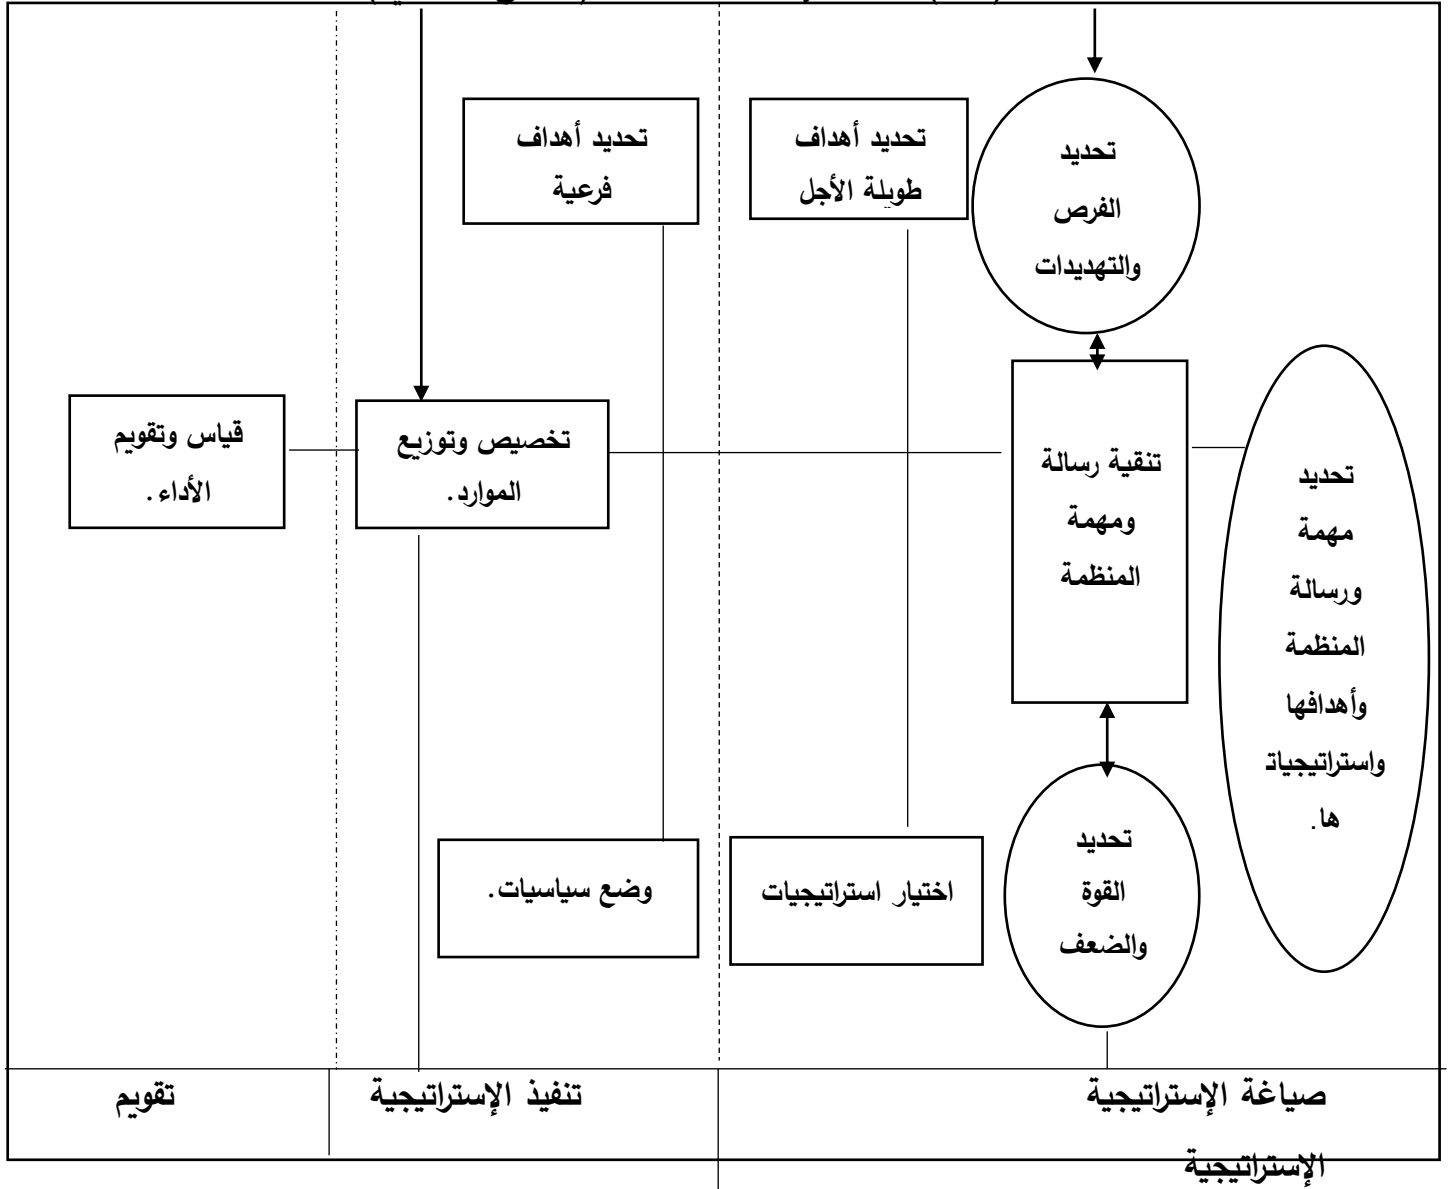 تحديد
الفرص
والتهديدات
تحديد أهداف
طويلة الأجل
تحديد أهداف
فرعية
تحديد
مهمة
ورسالة
المنظمة
وأهدافها
واستراتيجيات
ها.
تنقية رسالة
ومهمة
المنظمة
تخصيص وتوزيع
الموارد.
قياس وتقويم
الأداء.
تحديد
القوة
والضعف
اختيار استراتيجيات
وضع سياسيات.
صياغة الإستراتيجية
تنفيذ الإستراتيجية
تقويم
الإستراتيجية